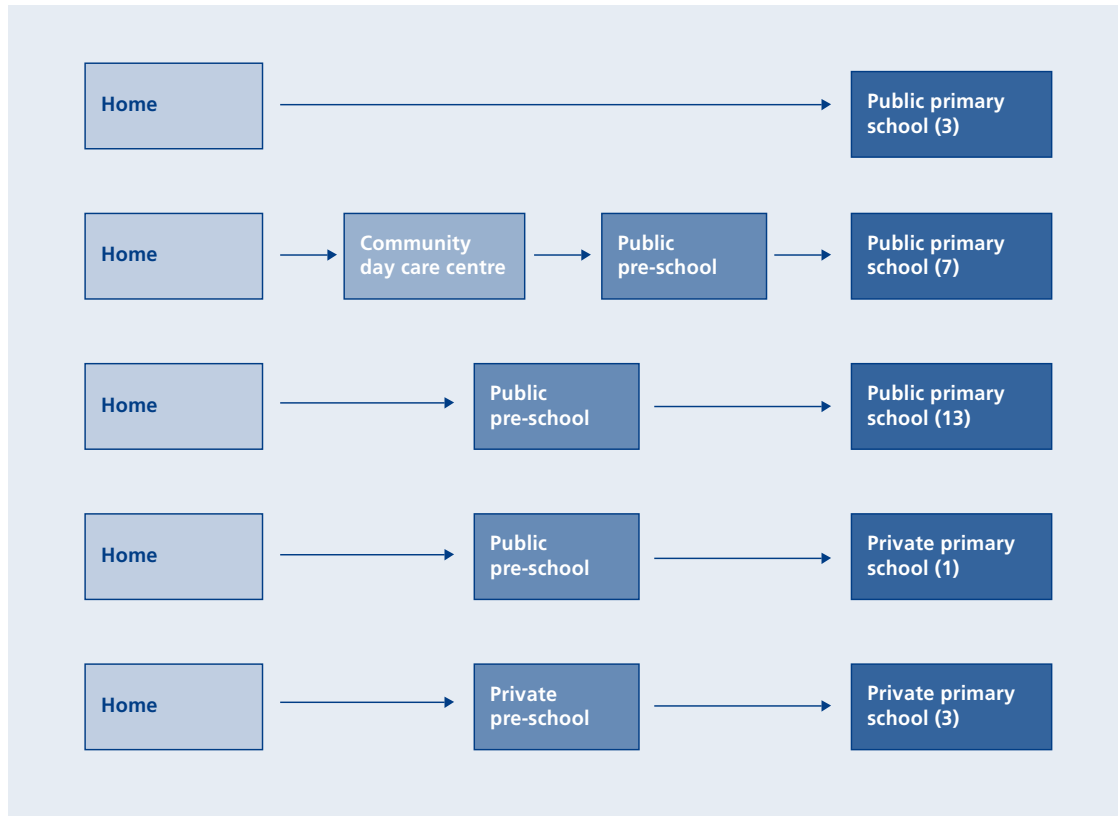 Home
Public primary
school (3)
Home
Community
day care centre
Public
pre-school
Public primary
school (7)
Home
Public
pre-school
Public primary
school (13)
Home
Public
pre-school
Private primary
school (1)
Home
Private
pre-school
Private primary
school (3)